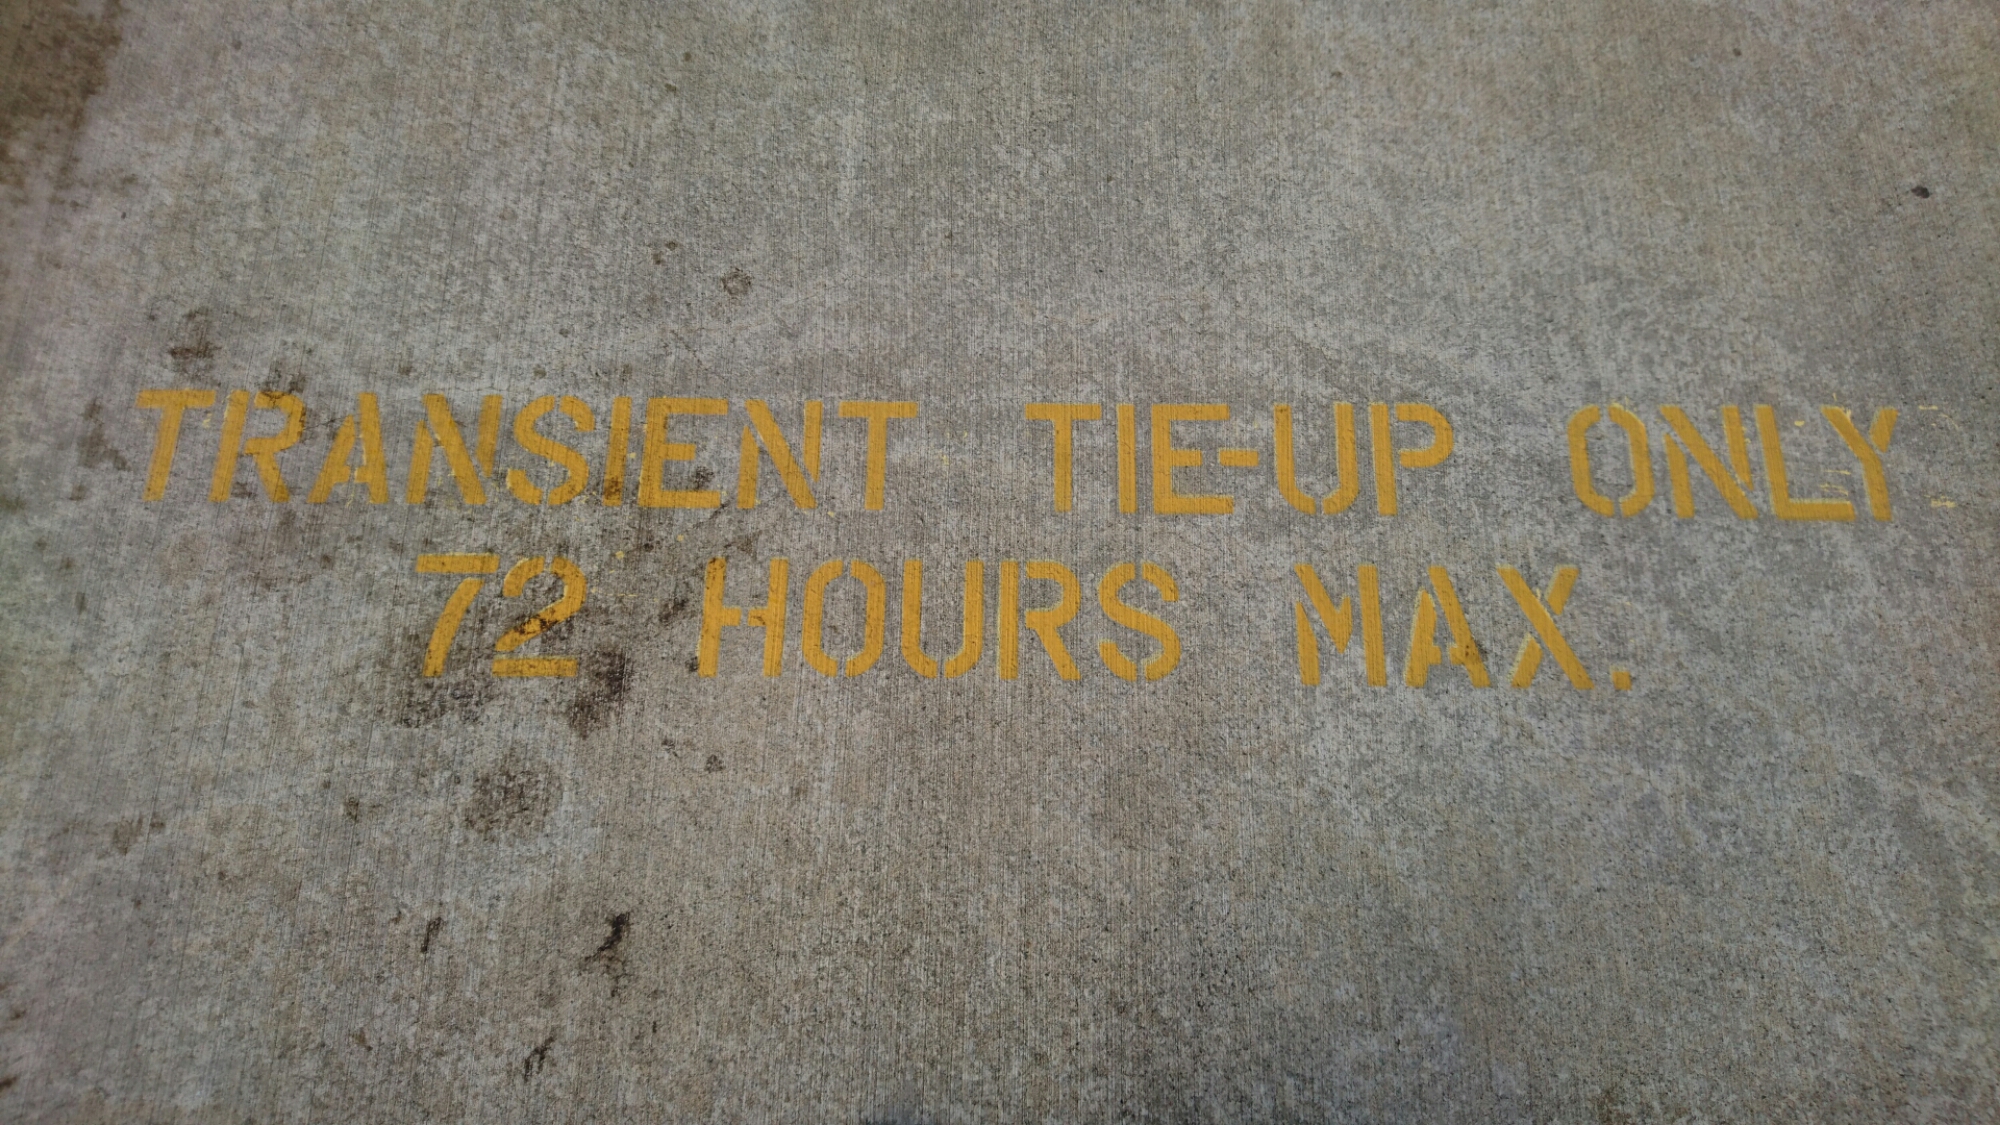 TRANSIENT TIE-UP ONLY
72 HOURS MAX.